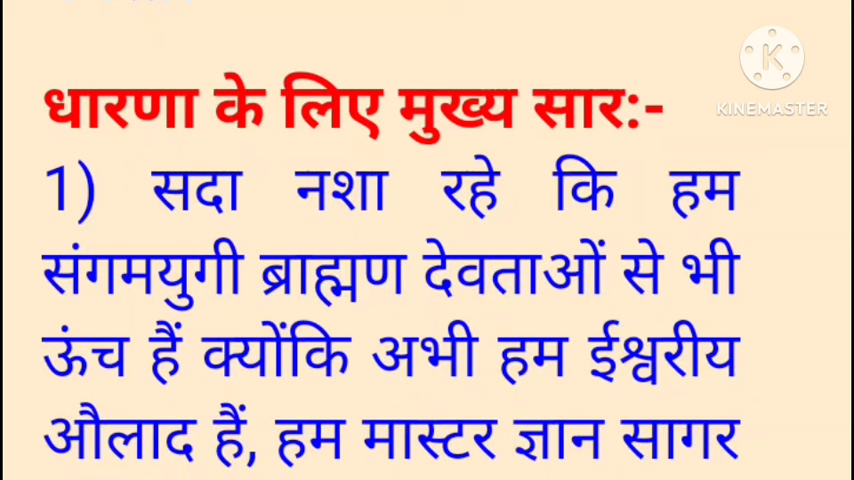 धारणा के लिए मुख्य सार:-
KINEMASTER
1) सदा नशा रहे कि हम
संगमयुगी ब्राह्मण देवताओं से भी
ऊंच हैं क्योंकि अभी हम ईश्वरीय
औलाद हैं, हम मास्टर ज्ञान सागर